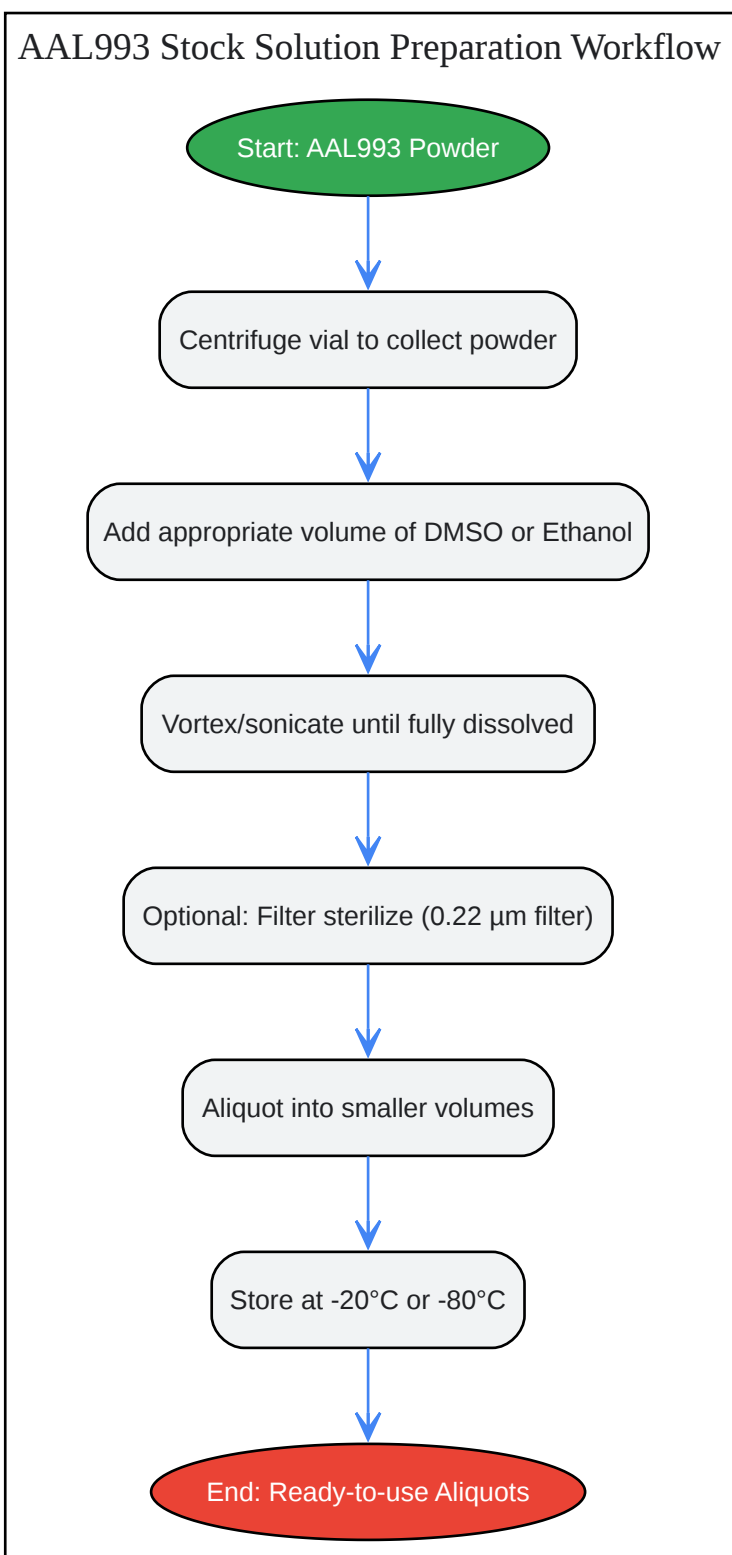 AAL993 Stock Solution Preparation Workflow
Start: AAL993 Powder
Centrifuge vial to collect powder
Add appropriate volume of DMSO or Ethanol
Vortex/sonicate until fully dissolved
Optional: Filter sterilize (0.22 µm filter)
Aliquot into smaller volumes
Store at -20°C or -80°C
End: Ready-to-use Aliquots